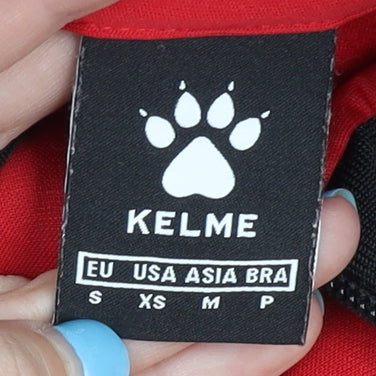 KELME
EU USA ASIA BRA
S XS M P